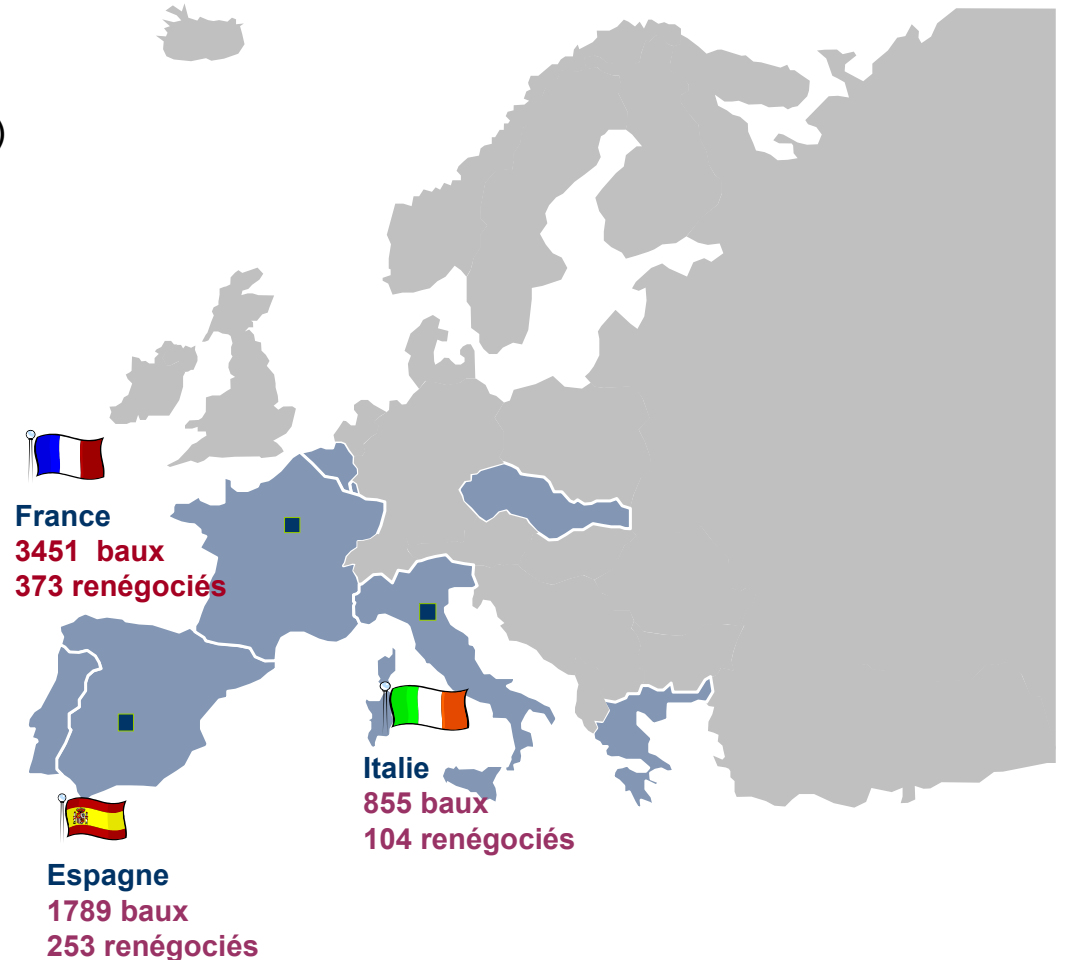 )
France
3451 baux
373 renégociés
Italie
855 baux
104 renégociés
Espagne
1789 baux
253 renégociés